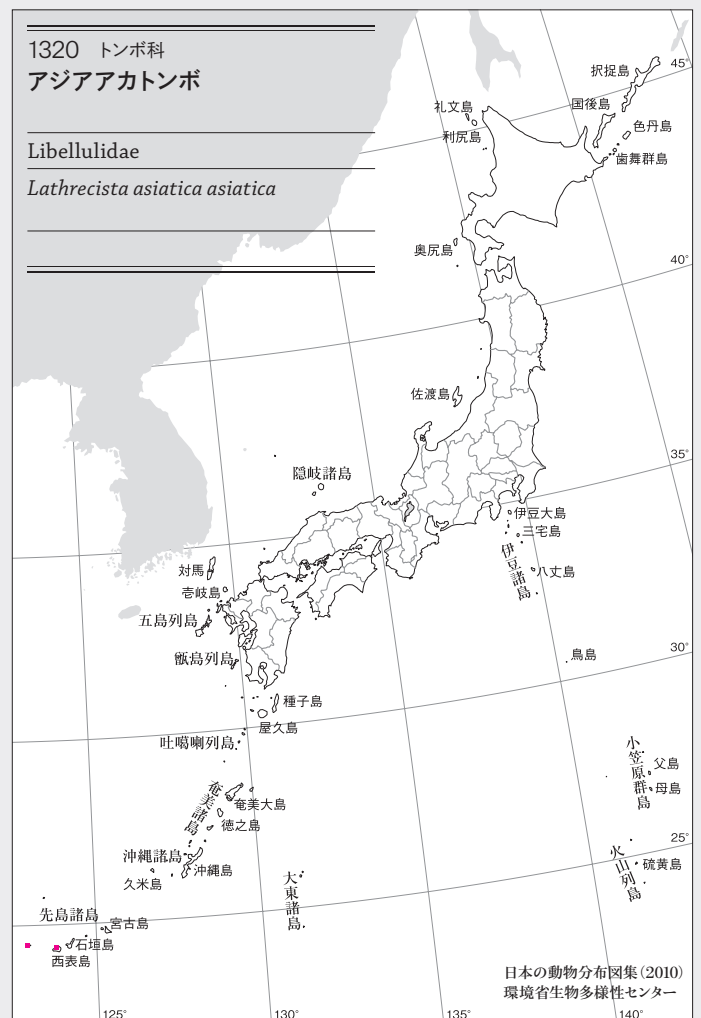 1320 トンボ科
アジアアカトンボ
Libellulidae
Lathrecista asiatica asiatica
択捉島
45°
礼文島
国後島
利尻島
色丹島
歯舞群島
奥尻島
40°
佐渡島
35°
隠岐諸島
伊豆大島
三宅島
伊豆諸島
八丈島
対馬
壱岐島
五島列島
甑島列島
鳥島
30°
種子島
屋久島
吐噶喇列島
小笠原群島
父島
母島
奄美諸島
奄美大島
徳之島
25°
沖縄諸島
沖縄島
久米島
火山列島
硫黄島
大東諸島
先島諸島
宮古島
石垣島
西表島
日本の動物分布図集(2010)
環境省生物多様性センター
125°
130°
135°
140°